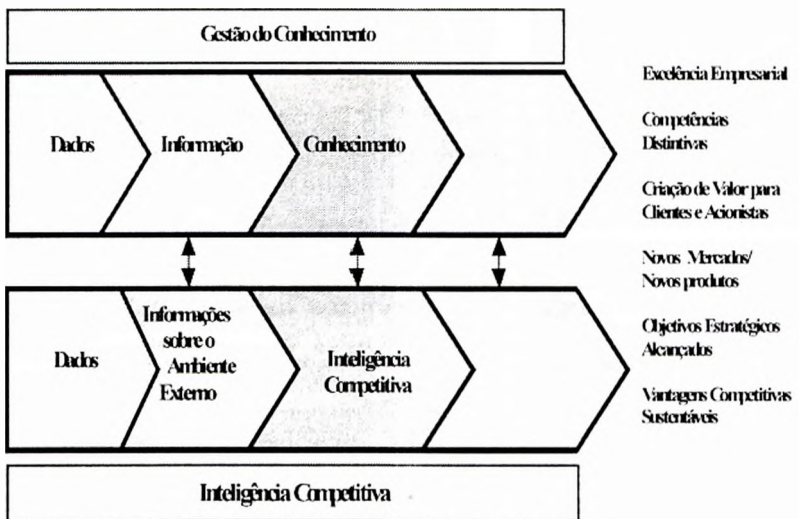 Gestão do Conhecimento
Dados
Informação
Conhecimento
Dados
Informações
sobre o
Ambiente
Externo
Inteligência
Competitiva
Inteligência Competitiva
Excelência Empresarial
Competências
Distintivas
Criação de Valor para
Clientes e Acionistas
Novos Mercados/
Novos produtos
Objetivos Estratégicos
Alcançados
Vantagens Competitivas
Sustentáveis